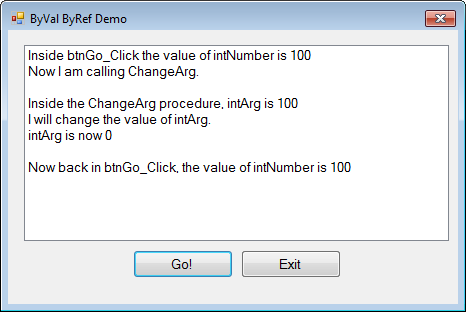 ByVal ByRef Demo
Inside btnGo_Click the value of intNumber is 100
Now I am calling ChangeArg.
Inside the ChangeArg procedure, intArg is 100
I will change the value of intArg.
intArg is now 0
Now back in btnGo_Click, the value of intNumber is 100
Go!
Exit